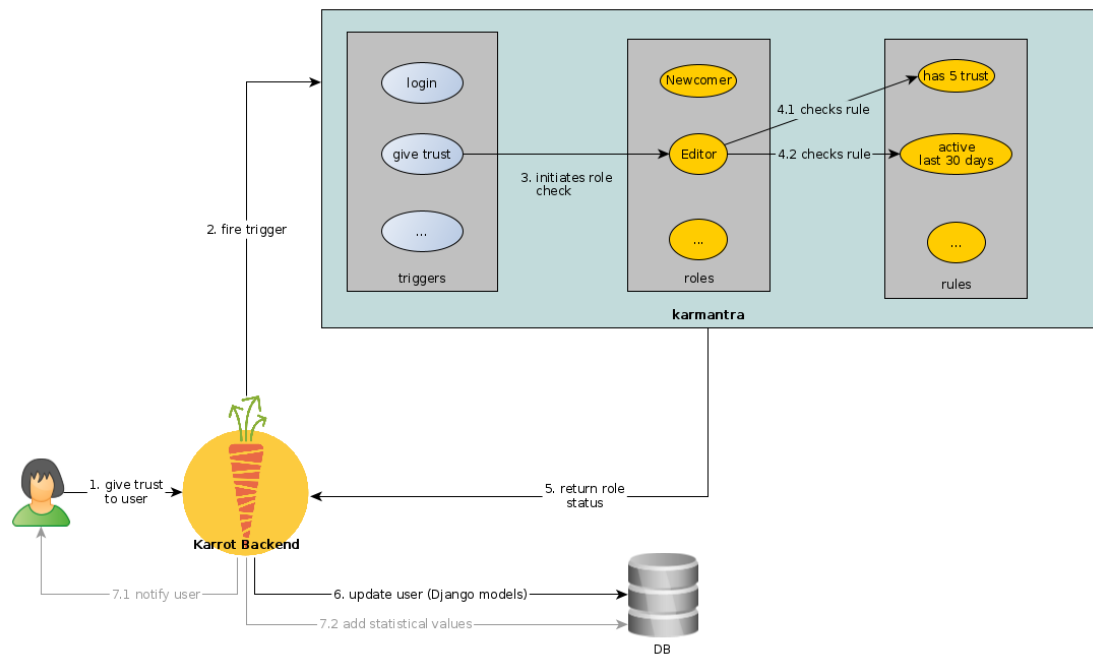 login
give trust
...
triggers
Newcomer
Editor
...
roles
has 5 trust
active
last 30 days
...
rules
3. initiates role
check
4.1 checks rule
4.2 checks rule
karmantra
2. fire trigger
1. give trust
to user
Karrot Backend
5. return role
status
6. update user (Django models)
7.1 notify user
7.2 add statistical values
DB